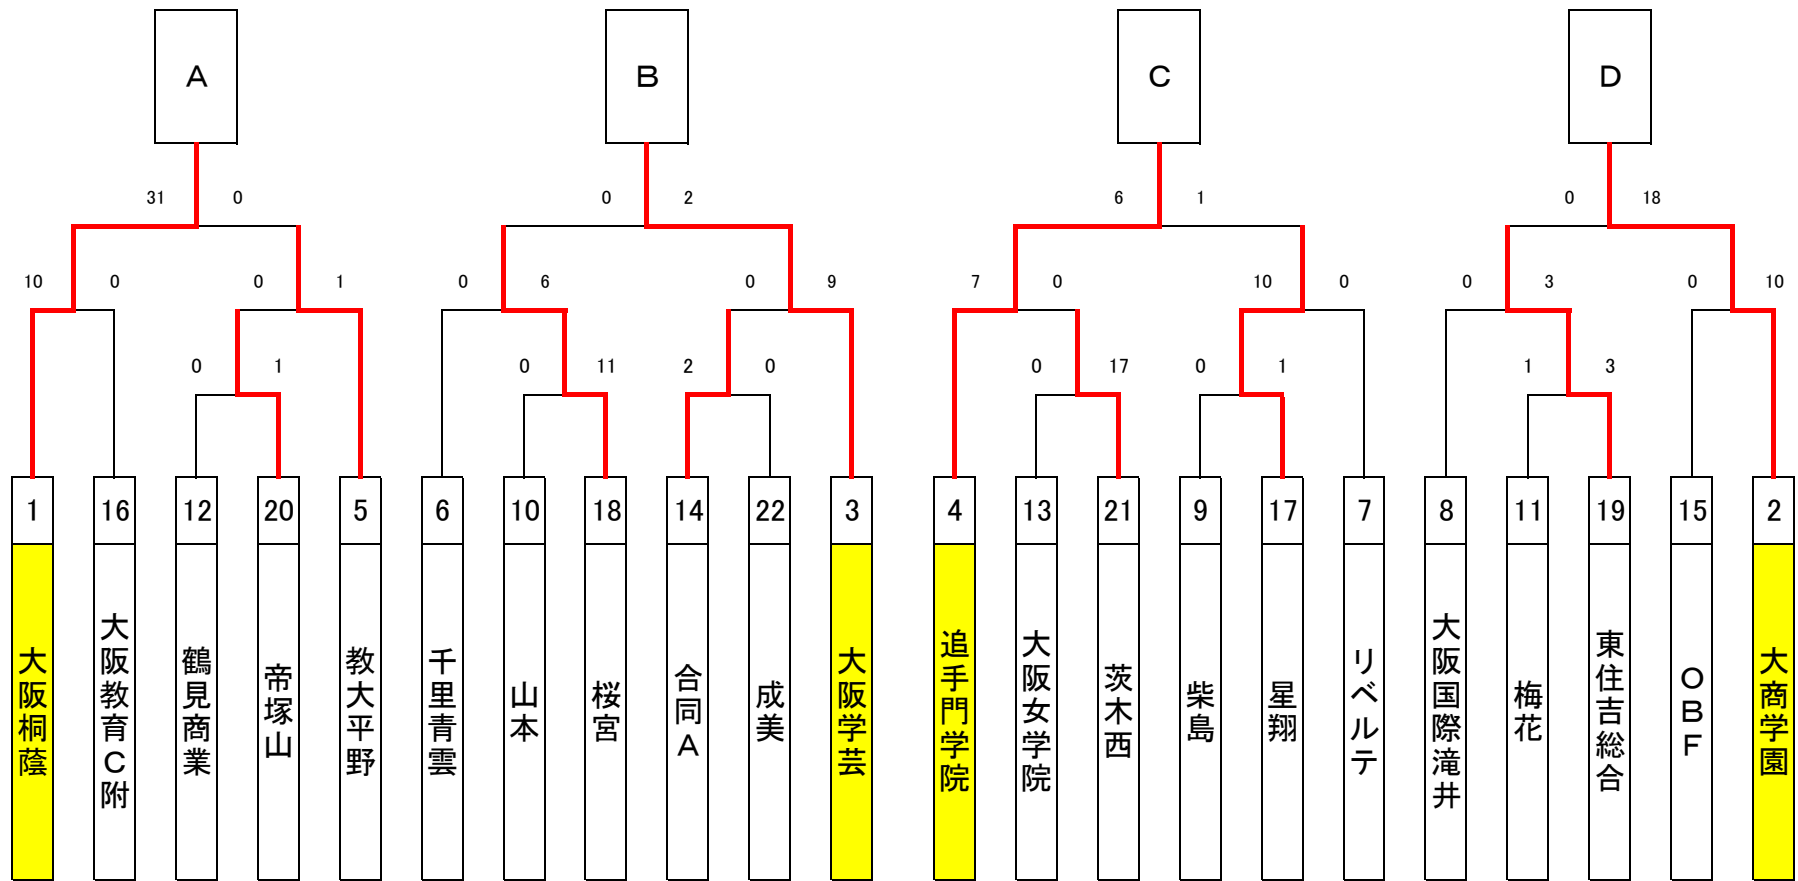 A B C D
31 0 0 2 6 1 0 18
10 0 0 1 0 6 0 9 7 0 10 0 0 3 0 10
0 1 0 11 2 0 0 17 0 1 1 3
1 16 12 20 5 6 10 18 14 22 3 4 13 21 9 17 7 8 11 19 15 2
大阪桐蔭
大阪教育C附
鶴見商業
帝塚山
教大平野
千里青雲
山本
桜宮
合同A
成美
大阪学芸
追手門学院
大阪女学院
茨木西
柴島
星翔
リベルテ
大阪国際滝井
梅花
東住吉総合
OBF
大商学園